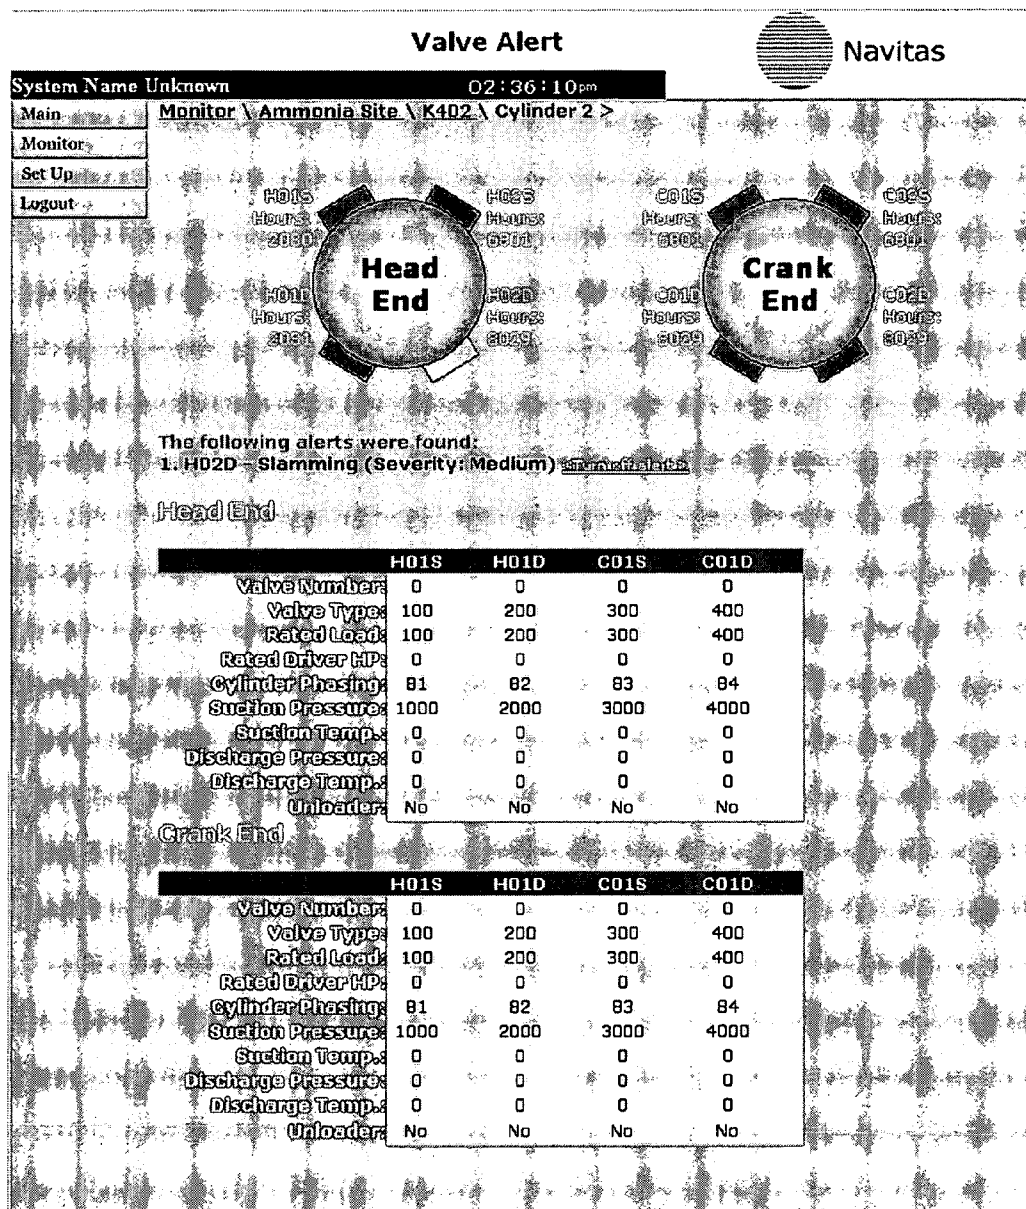 Valve Alert
Navitas
System Name Unknown 02:36:10pm
Main
Monitor
Set Up
Logout
Monitor \ Ammonia Site \ K402 \ Cylinder 2 >
H01S
Hours:
2080
H02S
Hours:
6801
C01S
Hours:
6801
C02S
Hours:
6801
Head
End
Crank
End
H01D
Hours:
2081
H02D
Hours:
8029
C01D
Hours:
8029
C02D
Hours:
8029
The following alerts were found:
1. H02D - Slamming (Severity: Medium)
Head End
H01S H01D C01S C01D
Valve Number: 0 0 0 0
Valve Type: 100 200 300 400
Rated Load: 100 200 300 400
Rated Driver HP: 0 0 0 0
Cylinder Phasing: 81 82 83 84
Suction Pressure: 1000 2000 3000 4000
Suction Temp.: 0 0 0 0
Discharge Pressure: 0 0 0 0
Discharge Temp.: 0 0 0 0
Unloader: No No No No
Crank End
H01S H01D C01S C01D
Valve Number: 0 0 0 0
Valve Type: 100 200 300 400
Rated Load: 100 200 300 400
Rated Driver HP: 0 0 0 0
Cylinder Phasing: 81 82 83 84
Suction Pressure: 1000 2000 3000 4000
Suction Temp.: 0 0 0 0
Discharge Pressure: 0 0 0 0
Discharge Temp.: 0 0 0 0
Unloader: No No No No